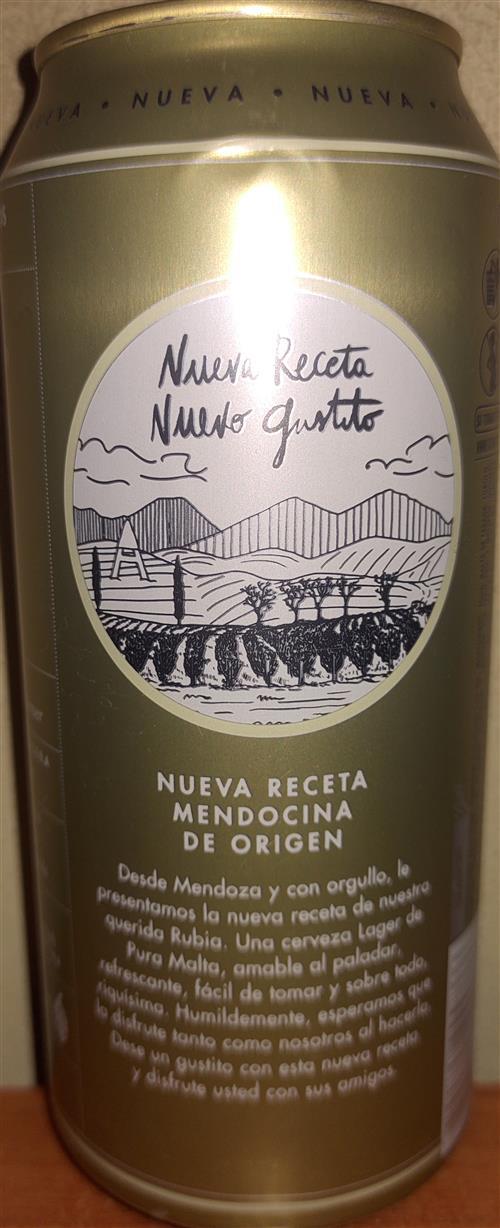 NUEVA • NUEVA • NUEVA •
Nueva Receta
Nuevo gustito
A
NUEVA RECETA
MENDOCINA
DE ORIGEN
Desde Mendoza y con orgullo, le
presentamos la nueva receta de nuestra
querida Rubia. Una cerveza Lager de
Pura Malta, amable al paladar,
refrescante, fácil de tomar y sobre todo,
riquísima. Humildemente, esperamos que
la disfrute tanto como nosotros al hacerla.
Dese un gustito con esta nueva receta
y disfrute usted con sus amigos.